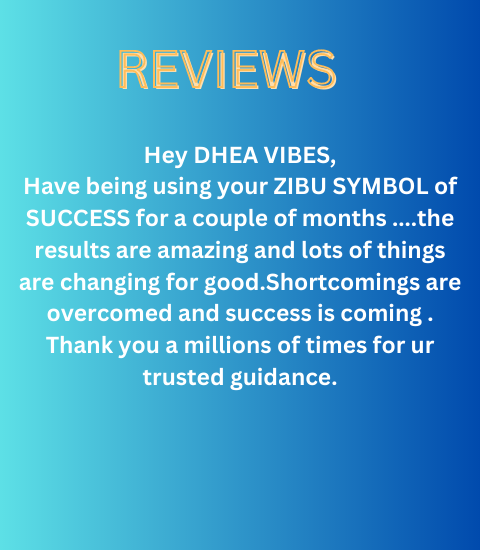 REVIEWS
Hey DHEA VIBES,
Have being using your ZIBU SYMBOL of
SUCCESS for a couple of months ....the
results are amazing and lots of things
are changing for good.Shortcomings are
overcomed and success is coming .
Thank you a millions of times for ur
trusted guidance.